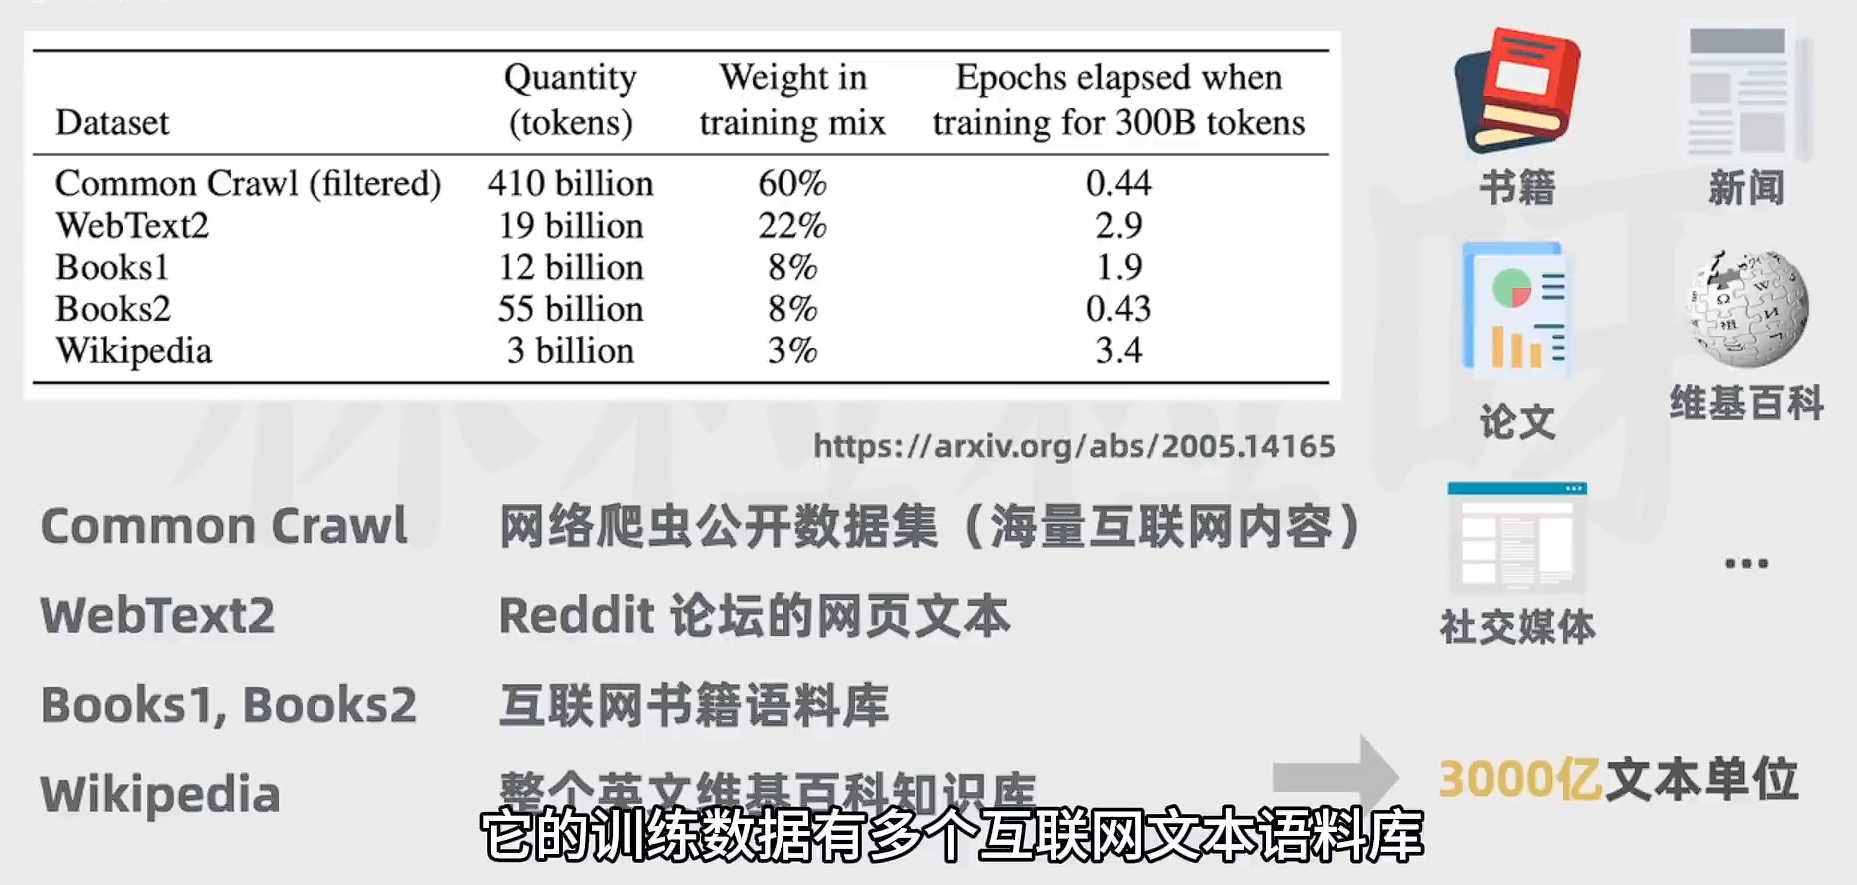 Dataset Quantity (tokens) Weight in training mix Epochs elapsed when training for 300B tokens
Common Crawl (filtered) 410 billion 60% 0.44
WebText2 19 billion 22% 2.9
Books1 12 billion 8% 1.9
Books2 55 billion 8% 0.43
Wikipedia 3 billion 3% 3.4
https://arxiv.org/abs/2005.14165
Common Crawl 网络爬虫公开数据集（海量互联网内容）
WebText2 Reddit 论坛的网页文本
Books1, Books2 互联网书籍语料库
Wikipedia 整个英文维基百科知识库
书籍
新闻
论文
维基百科
社交媒体
...
3000亿文本单位
它的训练数据有多个互联网文本语料库